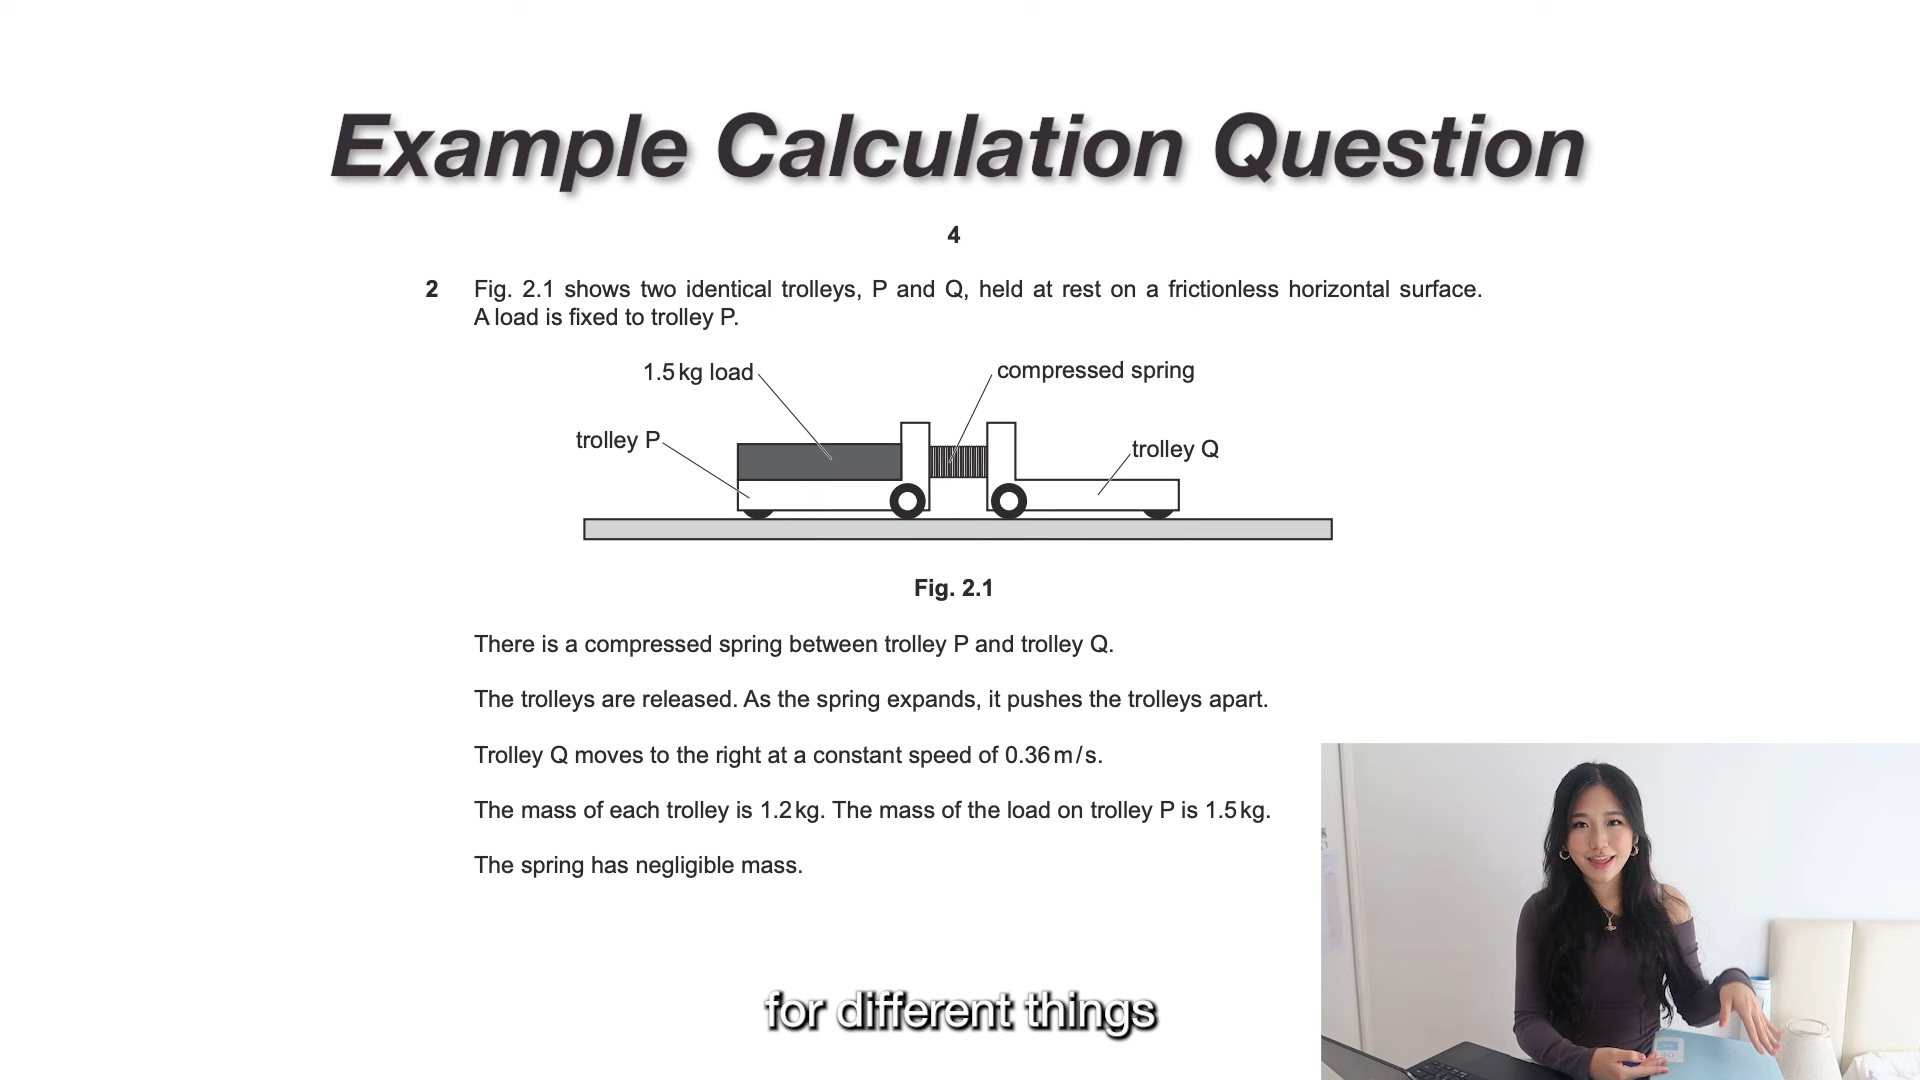 Example Calculation Question
4
2 Fig. 2.1 shows two identical trolleys, P and Q, held at rest on a frictionless horizontal surface.
A load is fixed to trolley P.
1.5 kg load
compressed spring
trolley P
trolley Q
Fig. 2.1
There is a compressed spring between trolley P and trolley Q.
The trolleys are released. As the spring expands, it pushes the trolleys apart.
Trolley Q moves to the right at a constant speed of 0.36 m / s.
The mass of each trolley is 1.2 kg. The mass of the load on trolley P is 1.5 kg.
The spring has negligible mass.
for different things